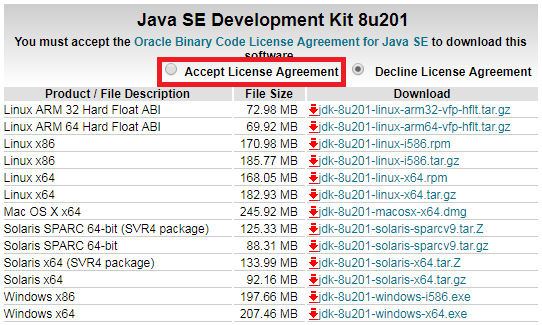 Java SE Development Kit 8u201
You must accept the Oracle Binary Code License Agreement for Java SE to download this
software.
Accept License Agreement Decline License Agreement
Product / File Description File Size Download
Linux ARM 32 Hard Float ABI 72.98 MB jdk-8u201-linux-arm32-vfp-hflt.tar.gz
Linux ARM 64 Hard Float ABI 69.92 MB jdk-8u201-linux-arm64-vfp-hflt.tar.gz
Linux x86 170.98 MB jdk-8u201-linux-i586.rpm
Linux x86 185.77 MB jdk-8u201-linux-i586.tar.gz
Linux x64 168.05 MB jdk-8u201-linux-x64.rpm
Linux x64 182.93 MB jdk-8u201-linux-x64.tar.gz
Mac OS X x64 245.92 MB jdk-8u201-macosx-x64.dmg
Solaris SPARC 64-bit (SVR4 package) 125.33 MB jdk-8u201-solaris-sparcv9.tar.Z
Solaris SPARC 64-bit 88.31 MB jdk-8u201-solaris-sparcv9.tar.gz
Solaris x64 (SVR4 package) 133.99 MB jdk-8u201-solaris-x64.tar.Z
Solaris x64 92.16 MB jdk-8u201-solaris-x64.tar.gz
Windows x86 197.66 MB jdk-8u201-windows-i586.exe
Windows x64 207.46 MB jdk-8u201-windows-x64.exe